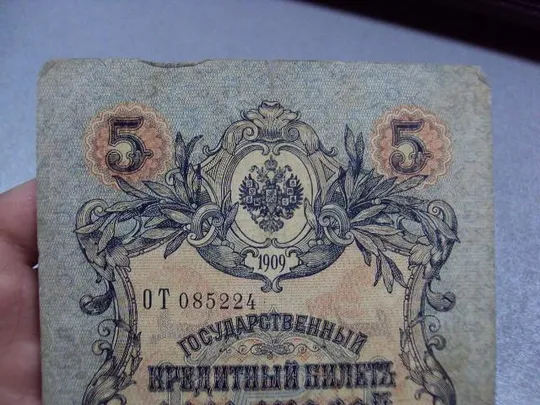 5 5
1909
ОТ 085224
ГОСУДАРСТВЕННЫЙ
КРЕДИТНЫЙ БИЛЕТЪ